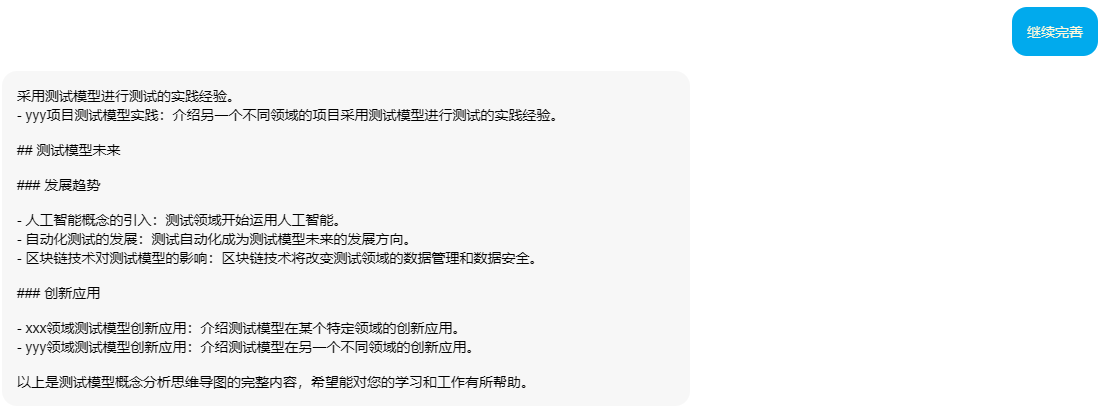 继续完善
采用测试模型进行测试的实践经验。
- yyy项目测试模型实践：介绍另一个不同领域的项目采用测试模型进行测试的实践经验。
## 测试模型未来
### 发展趋势
- 人工智能概念的引入：测试领域开始运用人工智能。
- 自动化测试的发展：测试自动化成为测试模型未来的发展方向。
- 区块链技术对测试模型的影响：区块链技术将改变测试领域的数据管理和数据安全。
### 创新应用
- xxx领域测试模型创新应用：介绍测试模型在某个特定领域的创新应用。
- yyy领域测试模型创新应用：介绍测试模型在另一个不同领域的创新应用。
以上是测试模型概念分析思维导图的完整内容，希望能对您的学习和工作有所帮助。